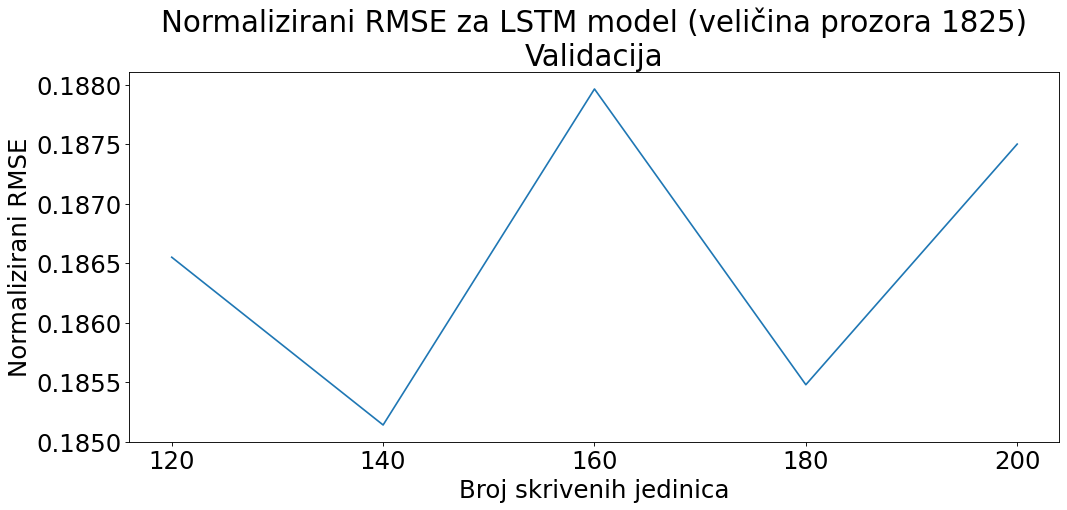 Normalizirani RMSE za LSTM model (veličina prozora 1825)
Validacija
Normalizirani RMSE
0.1880
0.1875
0.1870
0.1865
0.1860
0.1855
0.1850
120 140 160 180 200
Broj skrivenih jedinica